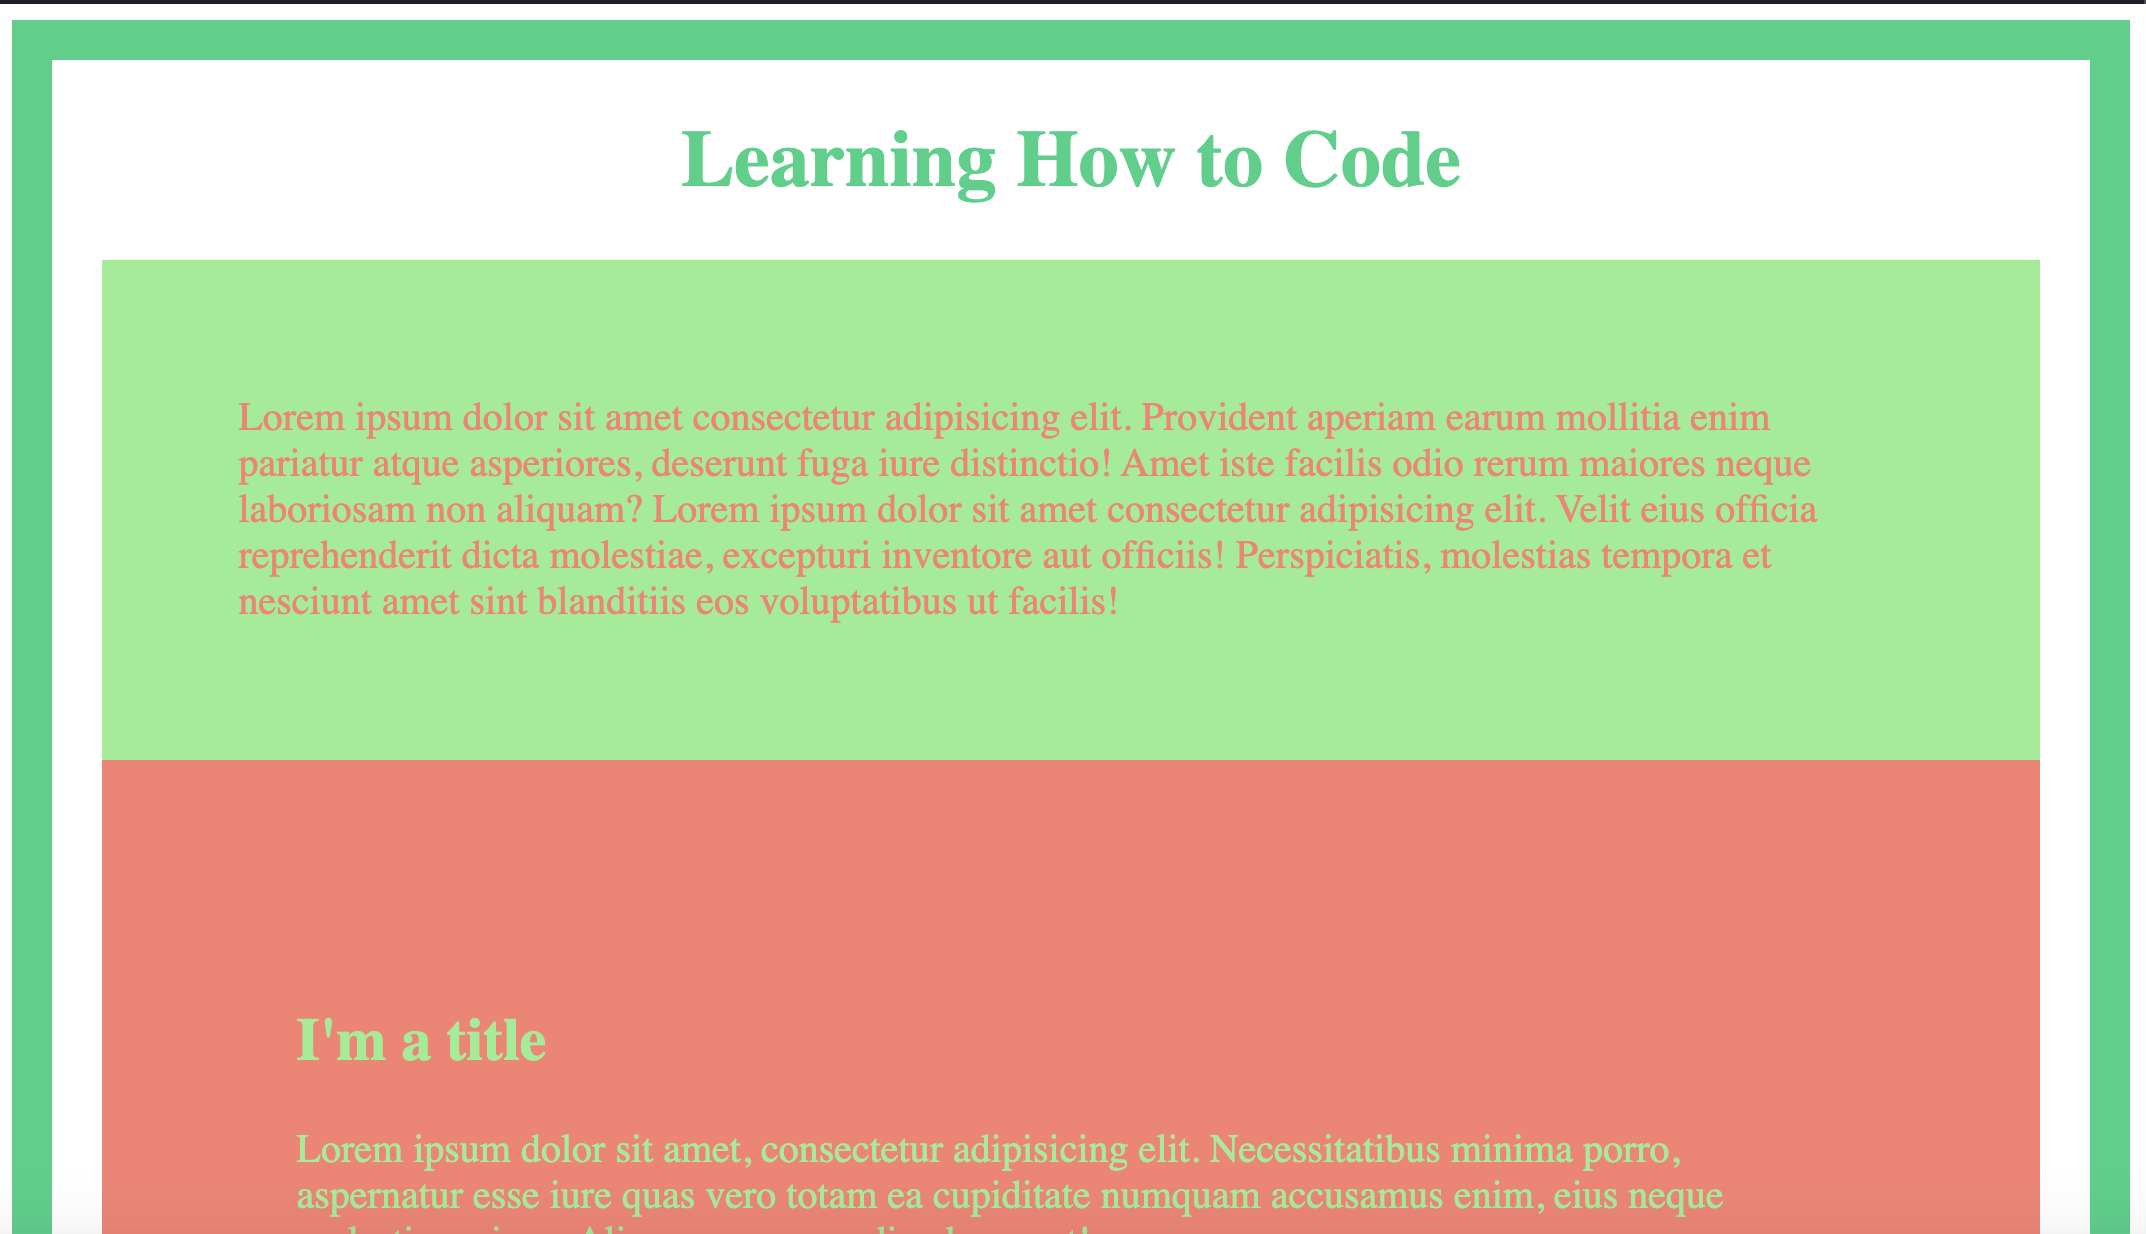 Learning How to Code
Lorem ipsum dolor sit amet consectetur adipisicing elit. Provident aperiam earum mollitia enim
pariatur atque asperiores, deserunt fuga iure distinctio! Amet iste facilis odio rerum maiores neque
laboriosam non aliquam? Lorem ipsum dolor sit amet consectetur adipisicing elit. Velit eius officia
reprehenderit dicta molestiae, excepturi inventore aut officiis! Perspiciatis, molestias tempora et
nesciunt amet sint blanditiis eos voluptatibus ut facilis!
I'm a title
Lorem ipsum dolor sit amet, consectetur adipisicing elit. Necessitatibus minima porro,
aspernatur esse iure quas vero totam ea cupiditate numquam accusamus enim, eius neque